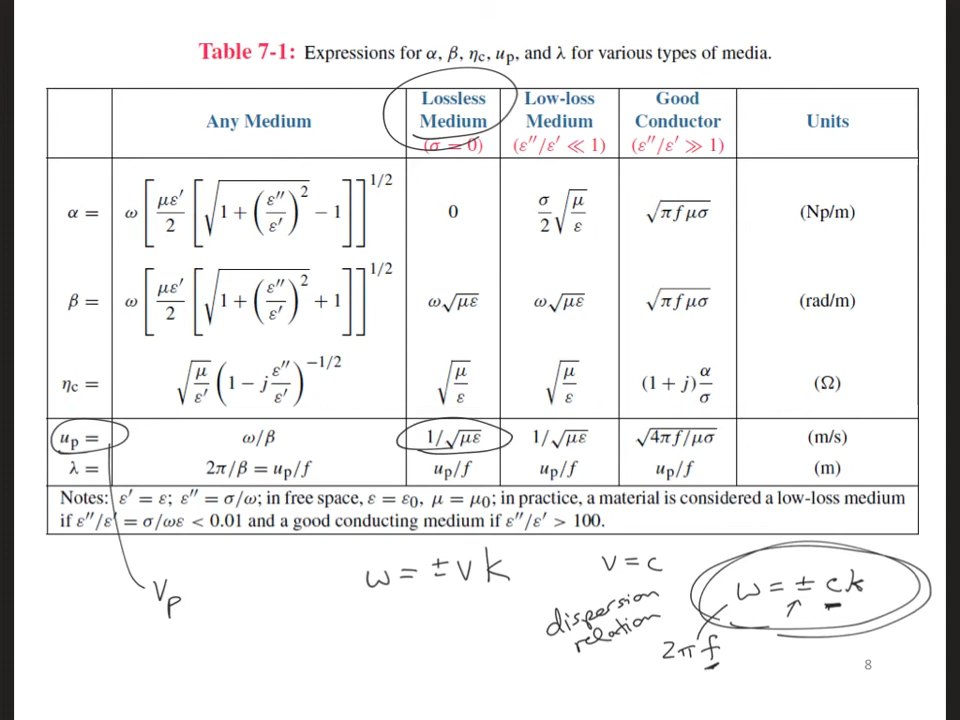 Table 7-1: Expressions for α, β, ηc, up, and λ for various types of media.
Any Medium
Lossless Medium (σ = 0)
Low-loss Medium (ε″/ε′ ≪ 1)
Good Conductor (ε″/ε′ ≫ 1)
Units
α = ω [με′/2 [√(1 + (ε″/ε′)²) − 1]]^1/2 0 σ/2 √(μ/ε) √(πfμσ) (Np/m)
β = ω [με′/2 [√(1 + (ε″/ε′)²) + 1]]^1/2 ω√(με) ω√(με) √(πfμσ) (rad/m)
ηc = √(μ/ε′) (1 − j ε″/ε′)^−1/2 √(μ/ε) √(μ/ε) (1 + j) α/σ (Ω)
up = ω/β 1/√(με) 1/√(με) √(4πf/μσ) (m/s)
λ = 2π/β = up/f up/f up/f up/f (m)
Notes: ε′ = ε; ε″ = σ/ω; in free space, ε = ε0, μ = μ0; in practice, a material is considered a low-loss medium
if ε″/ε′ = σ/ωε < 0.01 and a good conducting medium if ε″/ε′ > 100.
Vp
ω = ± v k
v = c
dispersion
relation
ω = ± ck
2π f
8